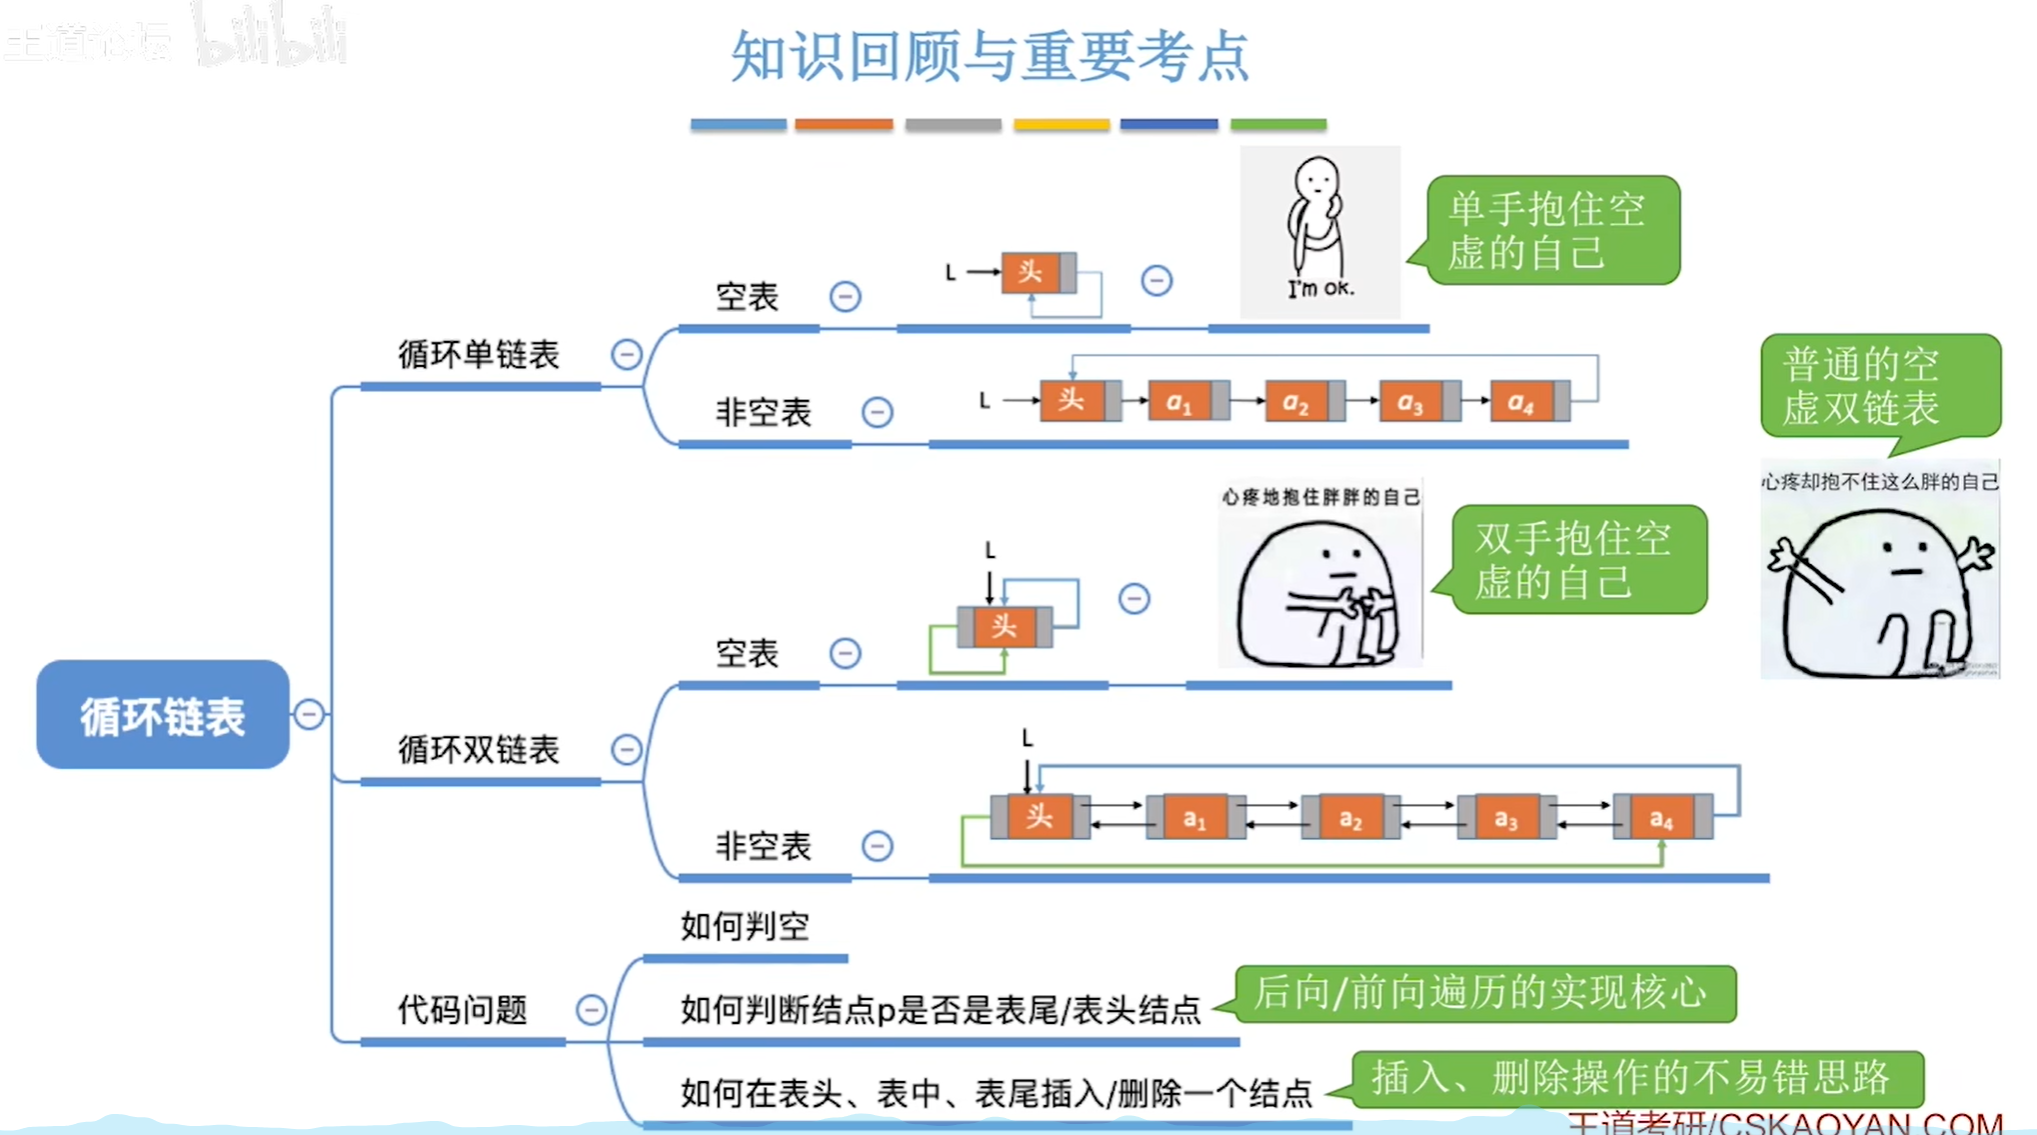 王道论坛 bilibili
知识回顾与重要考点
I'm ok.
单手抱住空
虚的自己
L
头
空表
循环单链表
普通的空
虚双链表
非空表
L 头 a1 a2 a3 a4
心疼却抱不住这么胖的自己
心疼地抱住胖胖的自己
双手抱住空
虚的自己
L
头
空表
循环链表
循环双链表
L
头 a1 a2 a3 a4
非空表
如何判空
代码问题
如何判断结点p是否是表尾/表头结点
后向/前向遍历的实现核心
如何在表头、表中、表尾插入/删除一个结点
插入、删除操作的不易错思路
王道考研/CSKAOYAN.COM